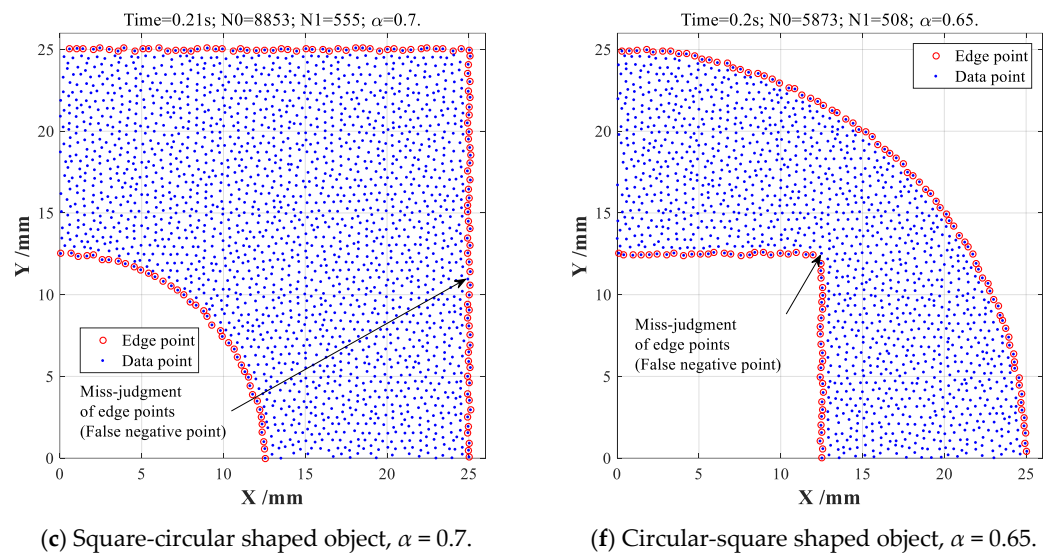 Time=0.21s; N0=8853; N1=555; α=0.7.
25
20
15
10
5
0
Y /mm
Edge point
Data point
Miss-judgment
of edge points
(False negative point)
0 5 10 15 20 25
X /mm
(c) Square-circular shaped object, α = 0.7.
Time=0.2s; N0=5873; N1=508; α=0.65.
25
20
15
10
5
0
Y /mm
Edge point
Data point
Miss-judgment
of edge points
(False negative point)
0 5 10 15 20 25
X /mm
(f) Circular-square shaped object, α = 0.65.